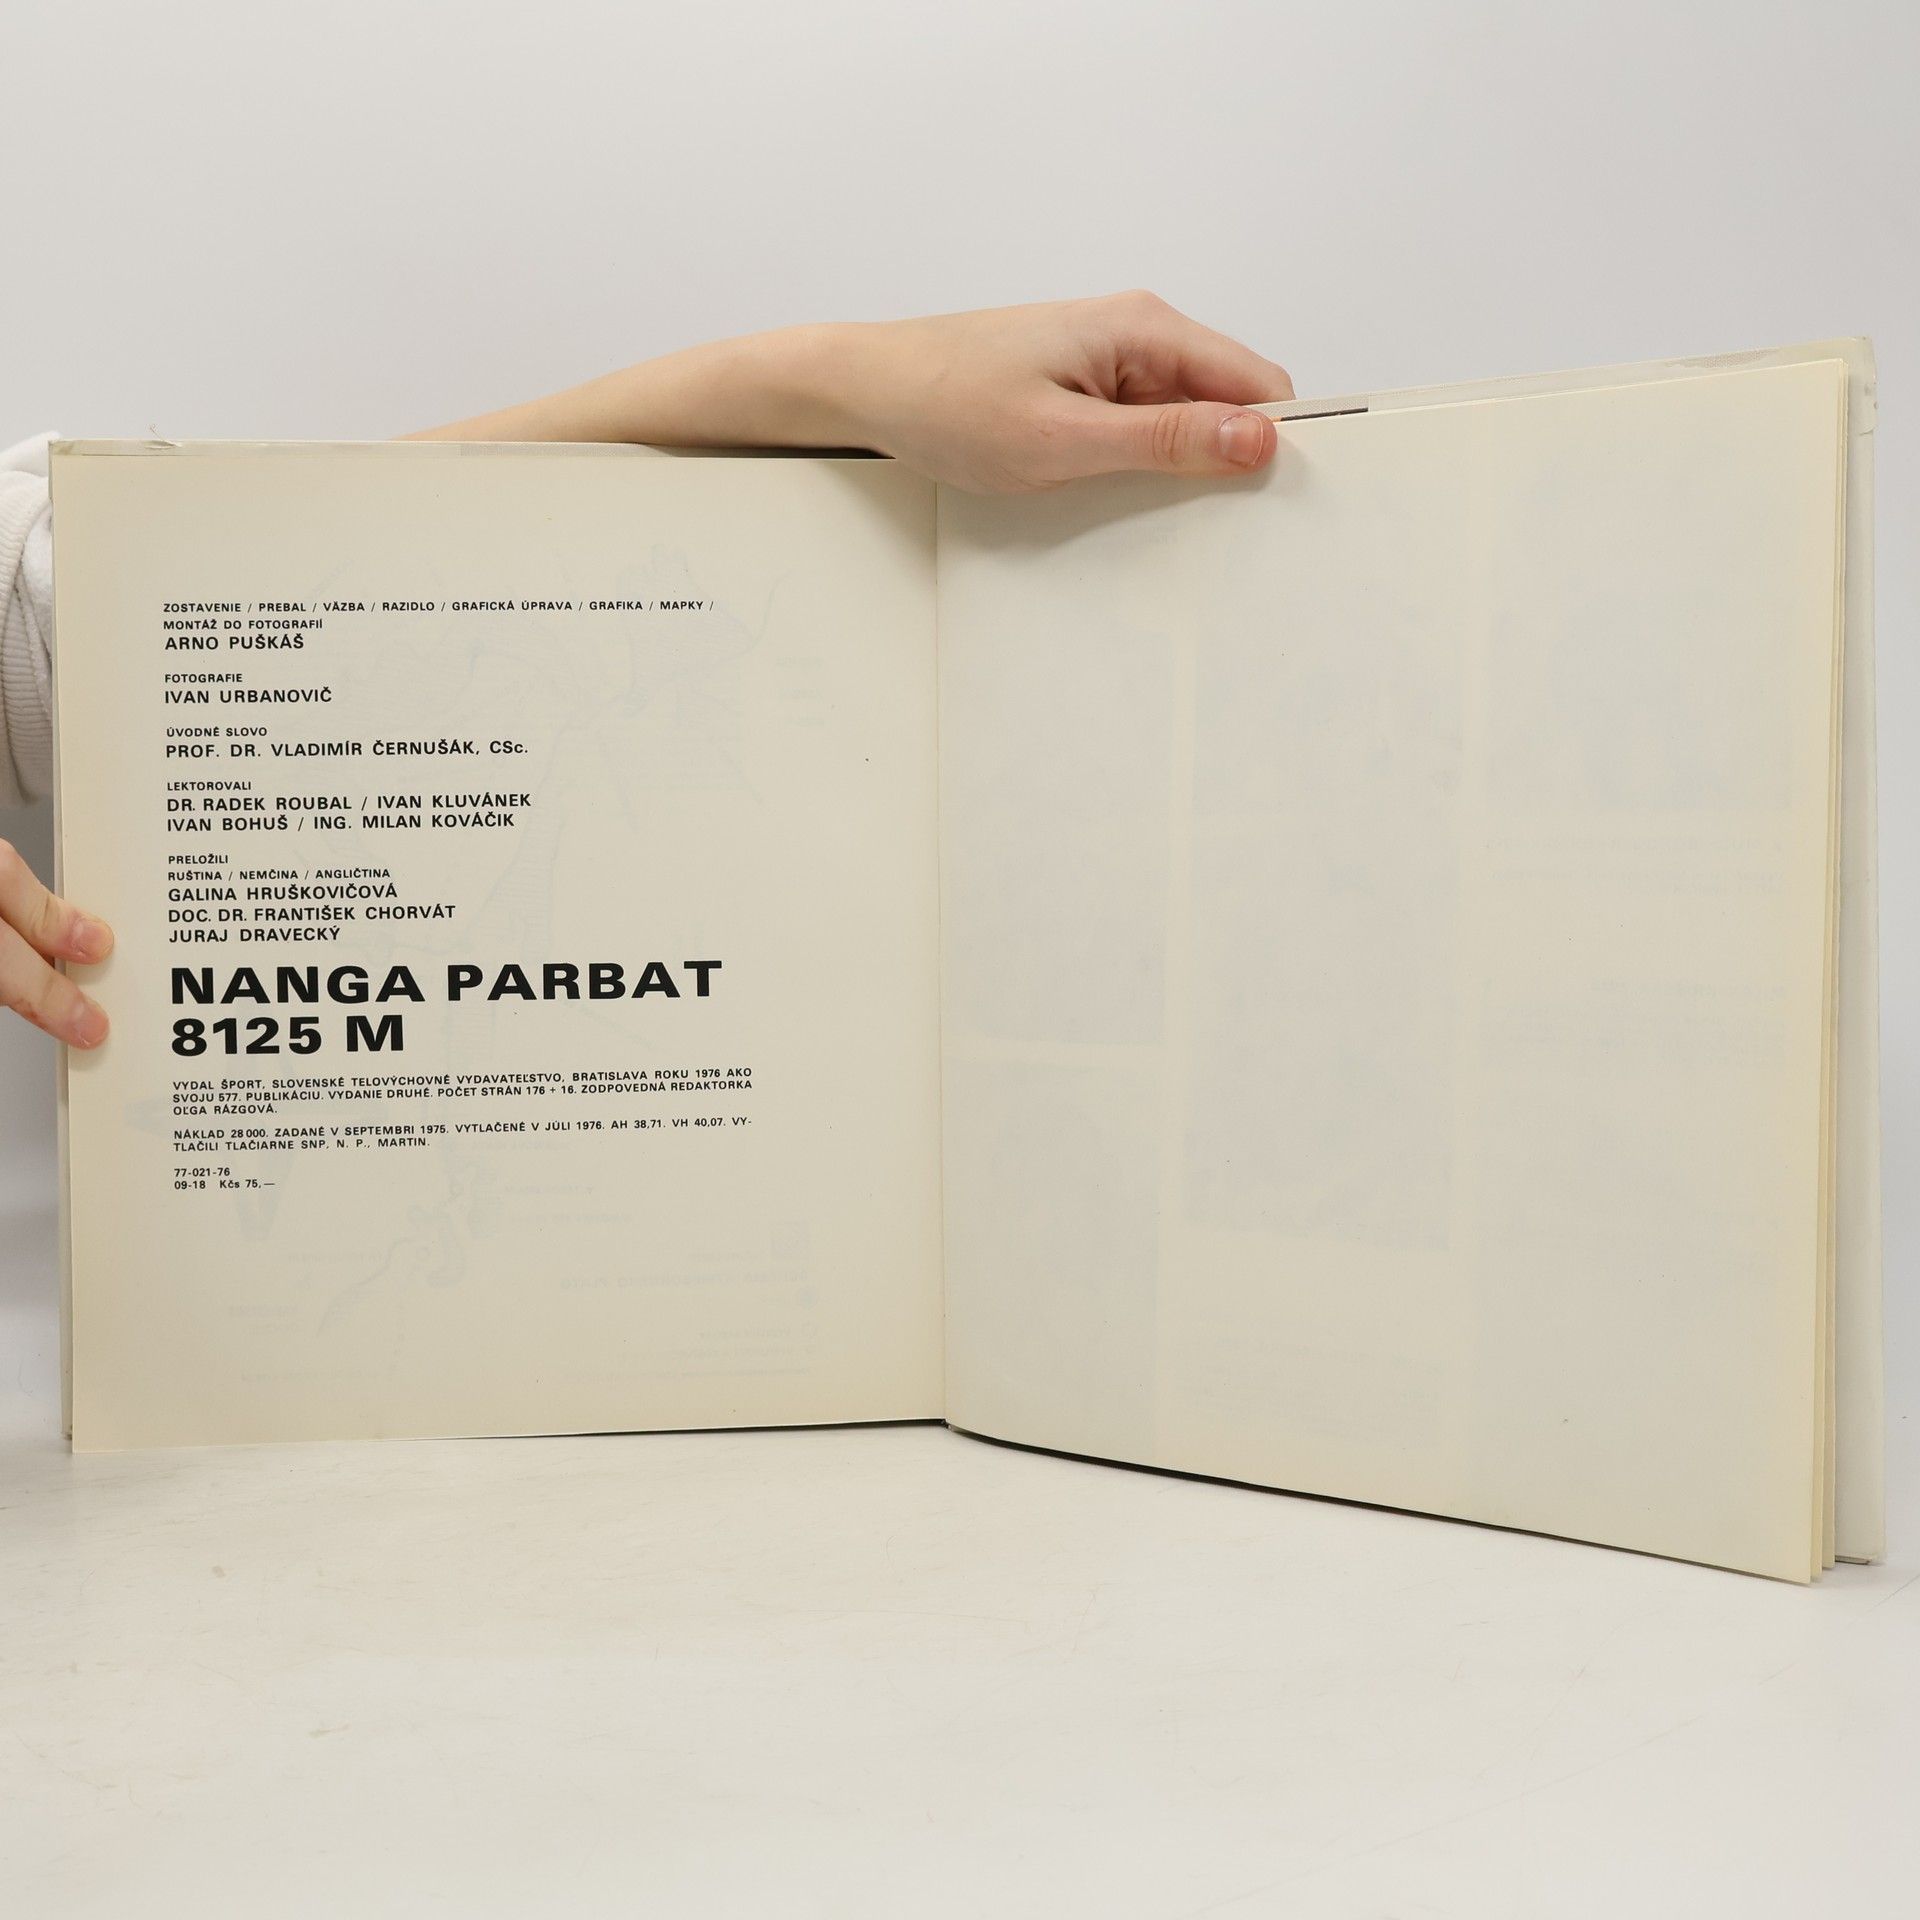 ZOSTAVENIE / PREBAL / VÄZBA / RAZIDLO / GRAFICKÁ ÚPRAVA / GRAFIKA / MAPKY /
MONTÁŽ DO FOTOGRAFIÍ
ARNO PUŠKÁŠ
FOTOGRAFIE
IVAN URBANOVIČ
ÚVODNÉ SLOVO
PROF. DR. VLADIMÍR ČERNUŠÁK, CSc.
LEKTOROVALI
DR. RADEK ROUBAL / IVAN KLUVÁNEK
IVAN BOHUŠ / ING. MILAN KOVÁČIK
PRELOŽILI
RUŠTINA / NEMČINA / ANGLIČTINA
GALINA HRUŠKOVIČOVÁ
DOC. DR. FRANTIŠEK CHORVÁT
JURAJ DRAVECKÝ
NANGA PARBAT
8125 M
VYDAL ŠPORT, SLOVENSKÉ TELOVÝCHOVNÉ VYDAVATEĽSTVO, BRATISLAVA ROKU 1976 AKO
SVOJU 577. PUBLIKÁCIU. VYDANIE DRUHÉ. POČET STRÁN 176 + 16. ZODPOVEDNÁ REDAKTORKA
OĽGA RÁZGOVÁ.
NÁKLAD 28 000. ZADANÉ V SEPTEMBRI 1975. VYTLAČENÉ V JÚLI 1976. AH 38,71. VH 40,07. VY-
TLAČILI TLAČIARNE SNP, N. P., MARTIN.
77-021-76
09-18 Kčs 75,—